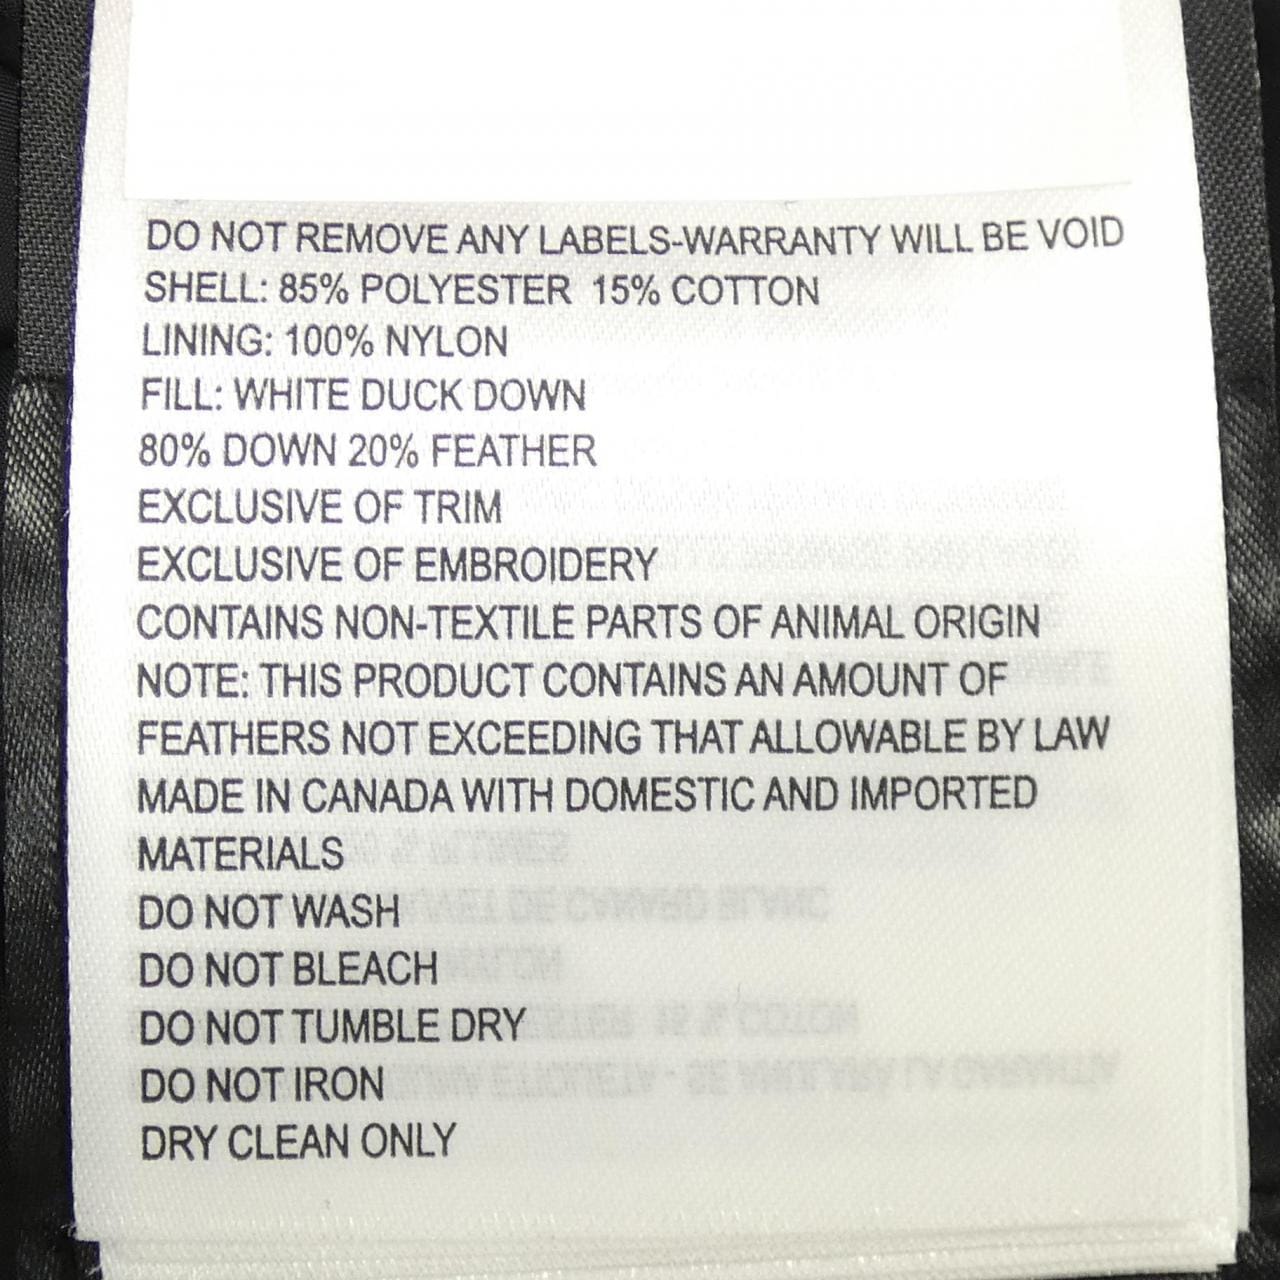 DO NOT REMOVE ANY LABELS-WARRANTY WILL BE VOID
SHELL: 85% POLYESTER 15% COTTON
LINING: 100% NYLON
FILL: WHITE DUCK DOWN
80% DOWN 20% FEATHER
EXCLUSIVE OF TRIM
EXCLUSIVE OF EMBROIDERY
CONTAINS NON-TEXTILE PARTS OF ANIMAL ORIGIN
NOTE: THIS PRODUCT CONTAINS AN AMOUNT OF
FEATHERS NOT EXCEEDING THAT ALLOWABLE BY LAW
MADE IN CANADA WITH DOMESTIC AND IMPORTED
MATERIALS
DO NOT WASH
DO NOT BLEACH
DO NOT TUMBLE DRY
DO NOT IRON
DRY CLEAN ONLY